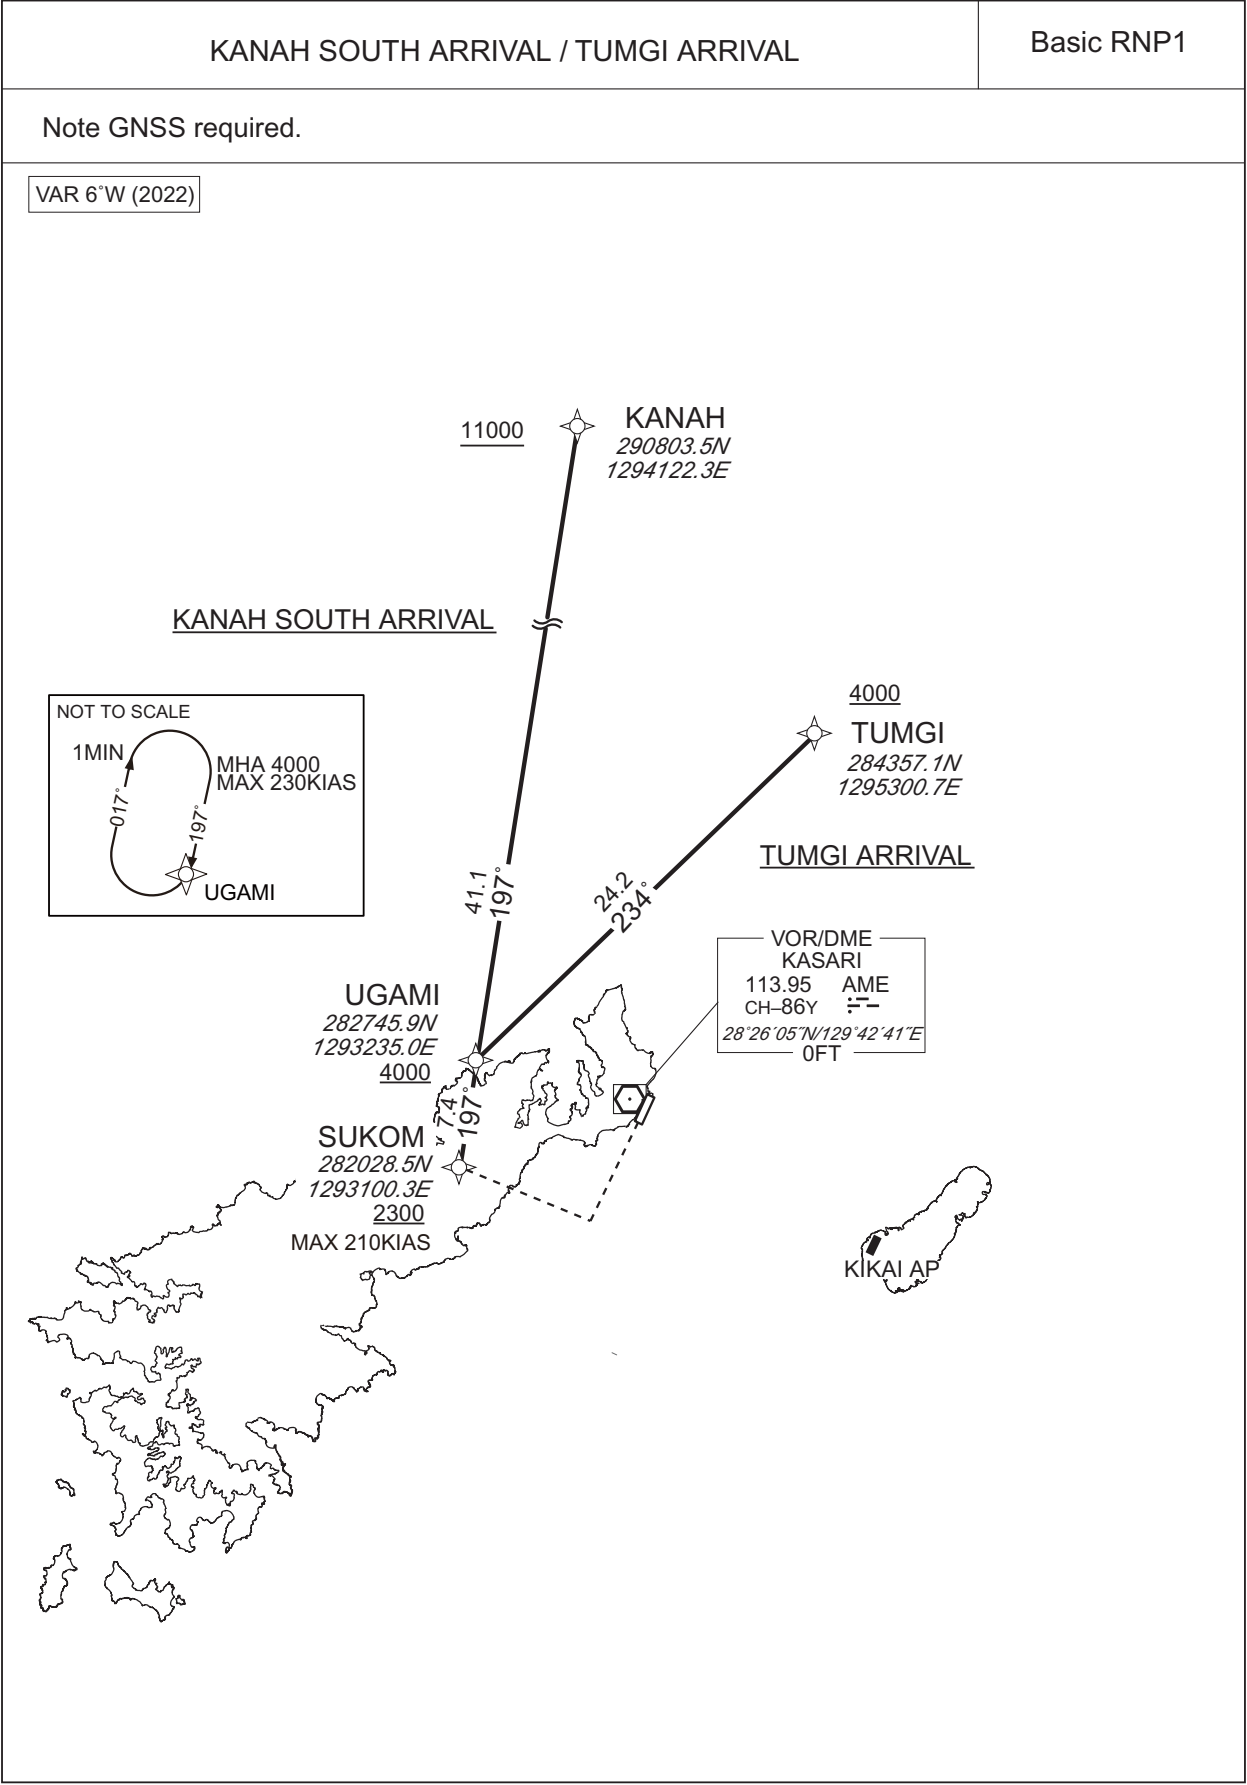 KANAH SOUTH ARRIVAL / TUMGI ARRIVAL
Basic RNP1
Note GNSS required.
VAR 6°W (2022)
11000
KANAH
290803.5N
1294122.3E
KANAH SOUTH ARRIVAL
4000
TUMGI
284357.1N
1295300.7E
TUMGI ARRIVAL
NOT TO SCALE
1MIN
MHA 4000
MAX 230KIAS
017°
197°
UGAMI
41.1
197°
24.2
234°
VOR/DME
KASARI
113.95 AME
CH–86Y
28°26′05″N/129°42′41″E
0FT
UGAMI
282745.9N
1293235.0E
4000
7.4
197°
SUKOM
282028.5N
1293100.3E
2300
MAX 210KIAS
KIKAI AP